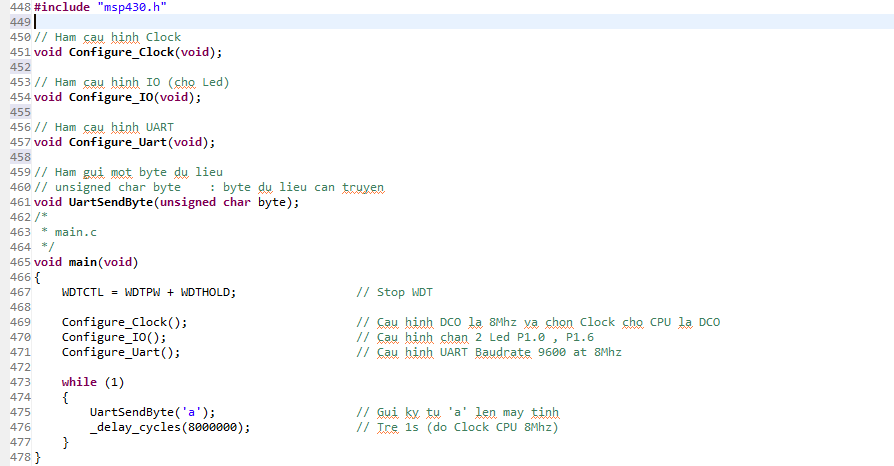 448 #include "msp430.h"
449
450 // Ham cau hinh Clock
451 void Configure_Clock(void);
452
453 // Ham cau hinh IO (cho Led)
454 void Configure_IO(void);
455
456 // Ham cau hinh UART
457 void Configure_Uart(void);
458
459 // Ham gui mot byte du lieu
460 // unsigned char byte    : byte du lieu can truyen
461 void UartSendByte(unsigned char byte);
462 /*
463  * main.c
464  */
465 void main(void)
466 {
467     WDTCTL = WDTPW + WDTHOLD;                 // Stop WDT
468
469     Configure_Clock();                        // Cau hinh DCO la 8Mhz va chon Clock cho CPU la DCO
470     Configure_IO();                           // Cau hinh chan 2 Led P1.0 , P1.6
471     Configure_Uart();                         // Cau hinh UART Baudrate 9600 at 8Mhz
472
473     while (1)
474     {
475         UartSendByte('a');                    // Gui ky tu 'a' len may tinh
476         _delay_cycles(8000000);               // Tre 1s (do Clock CPU 8Mhz)
477     }
478 }